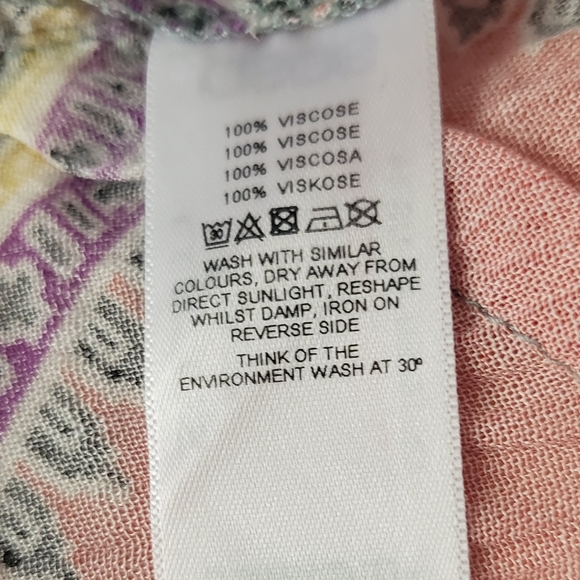 100% VISCOSE
100% VISCOSE
100% VISCOSA
100% VISKOSE
30
WASH WITH SIMILAR
COLOURS, DRY AWAY FROM
DIRECT SUNLIGHT, RESHAPE
WHILST DAMP, IRON ON
REVERSE SIDE
THINK OF THE
ENVIRONMENT WASH AT 30º